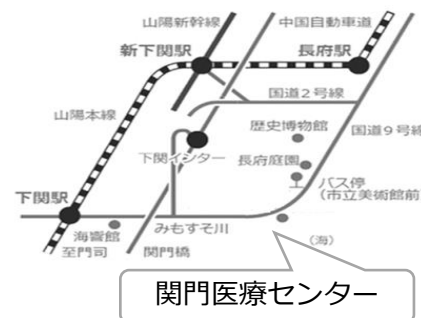 山陽新幹線
中国自動車道
新下関駅
長府駅
国道2号線
山陽本線
歴史博物館
国道9号線
下関インター
長府庭園
バス停
(市立美術館前)
下関駅
海響館
みもすそ川
(海)
至門司
関門橋
関門医療センター